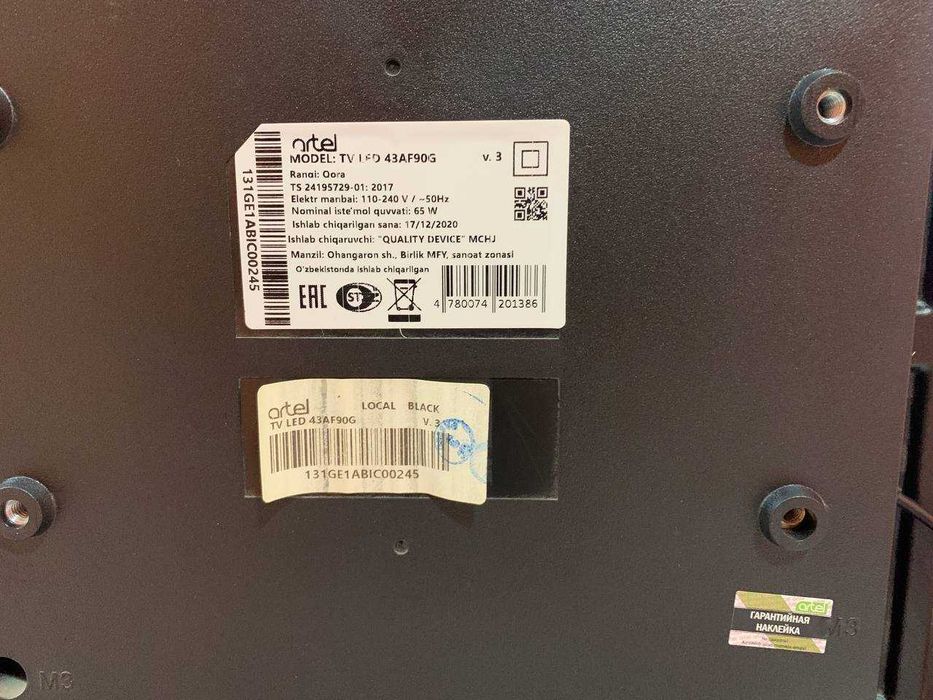 artel
MODEL: TV LED 43AF90G v. 3
Rangi: Qora
TS 24195729-01: 2017
Elektr manbai: 110-240 V / ~50Hz
Nominal iste'mol quvvati: 65 W
Ishlab chiqarilgan sana: 17/12/2020
Ishlab chiqaruvchi: "QUALITY DEVICE" MCHJ
Manzil: Ohangaron sh., Birlik MFY, sanoat zonasi
O'zbekistonda ishlab chiqarilgan
EAC
4 780074 201386
131GE1ABIC00245
artel LOCAL BLACK
TV LED 43AF90G V. 3
131GE1ABIC00245
artel
ГАРАНТИЙНАЯ
НАКЛЕЙКА
M3
M3